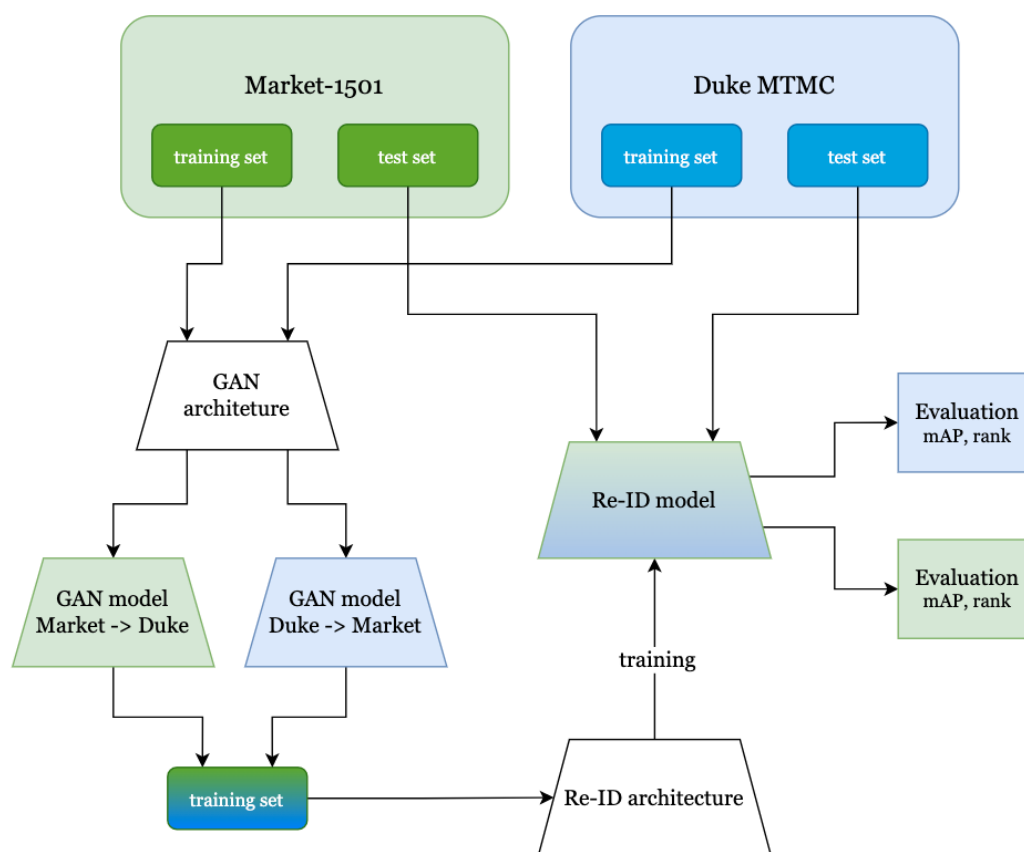 Market-1501
Duke MTMC
training set
test set
training set
test set
GAN
architeture
Evaluation
mAP, rank
Re-ID model
Evaluation
mAP, rank
GAN model
Market -> Duke
GAN model
Duke -> Market
training
training set
Re-ID architecture